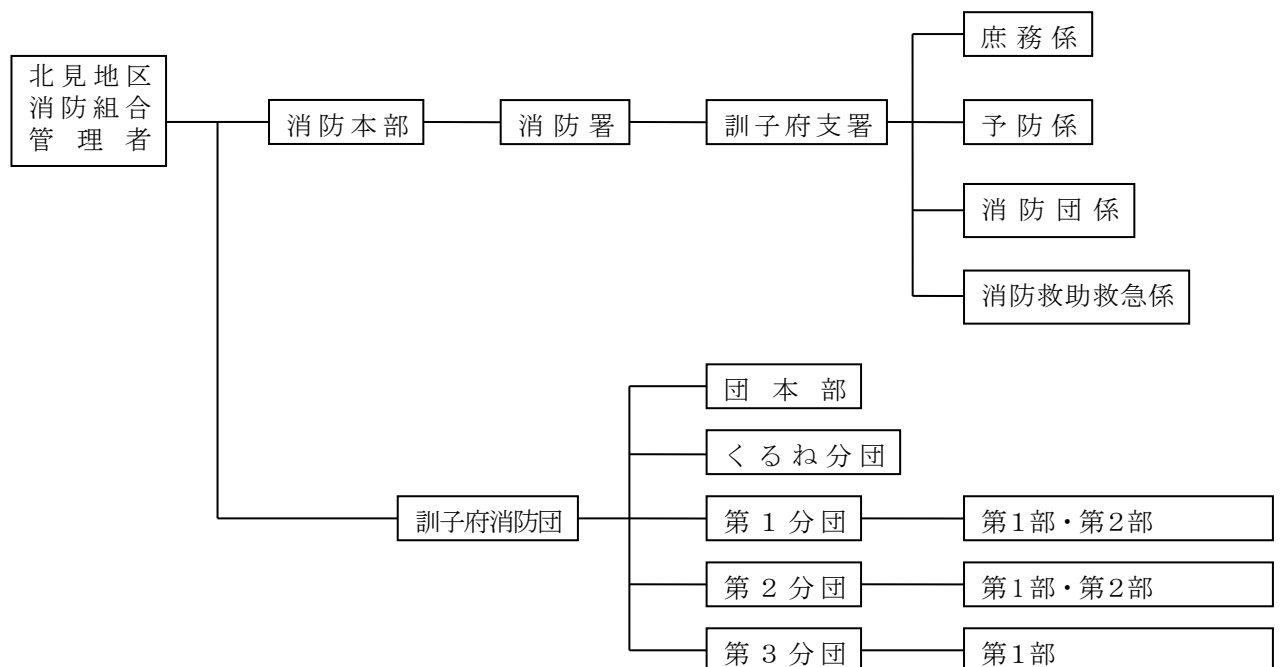 北見地区
消防組合
管理者
消防本部
消防署
訓子府支署
庶務係
予防係
消防団係
消防救助救急係
訓子府消防団
団本部
くるね分団
第1分団
第1部・第2部
第2分団
第1部・第2部
第3分団
第1部